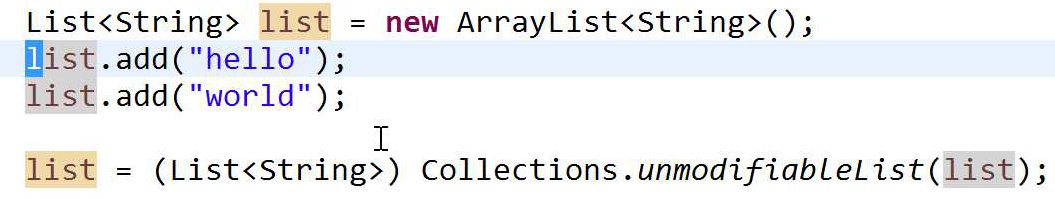 List<String> list = new ArrayList<String>();
list.add("hello");
list.add("world");
list = (List<String>) Collections.unmodifiableList(list);